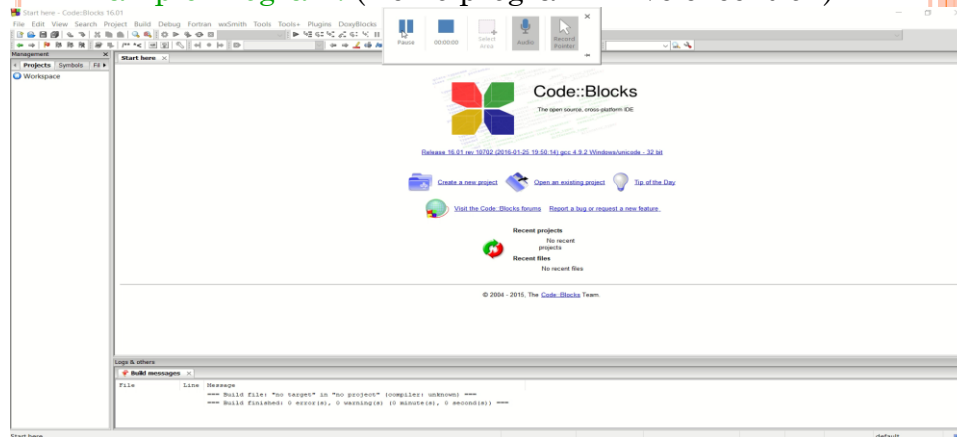 Start here - Code::Blocks 16.01
File Edit View Search Project Build Debug Fortran wxSmith Tools Tools+ Plugins DoxyBlocks
Pause
00:00:00
Select
Area
Audio
Record
Pointer
Management
Projects Symbols
Workspace
Start here
Code::Blocks
The open source, cross-platform IDE
Release 16.01 rev 10702 (2016-01-25 19:50:14) gcc 4.9.2 Windows/unicode - 32 bit
Create a new project Open an existing project Tip of the Day
Visit the Code::Blocks forums Report a bug or request a new feature
Recent projects
No recent
projects
Recent files
No recent files
© 2004 - 2015, The Code::Blocks Team.
Logs & others
Build messages
File Line Message
=== Build file: "no target" in "no project" (compiler: unknown) ===
=== Build finished: 0 error(s), 0 warning(s) (0 minute(s), 0 second(s)) ===
Start here
default